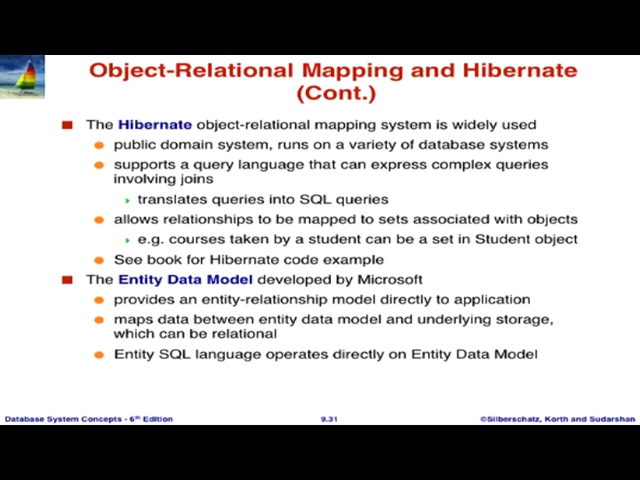 Object-Relational Mapping and Hibernate
(Cont.)
The Hibernate object-relational mapping system is widely used
public domain system, runs on a variety of database systems
supports a query language that can express complex queries
involving joins
translates queries into SQL queries
allows relationships to be mapped to sets associated with objects
e.g. courses taken by a student can be a set in Student object
See book for Hibernate code example
The Entity Data Model developed by Microsoft
provides an entity-relationship model directly to application
maps data between entity data model and underlying storage,
which can be relational
Entity SQL language operates directly on Entity Data Model
Database System Concepts - 6th Edition
9.31
©Silberschatz, Korth and Sudarshan